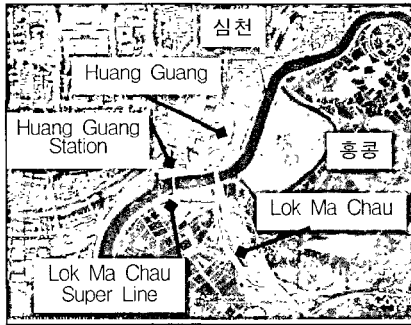 심천
Huang Guang
Huang Guang
Station
홍콩
Lok Ma Chau
Lok Ma Chau
Super Line